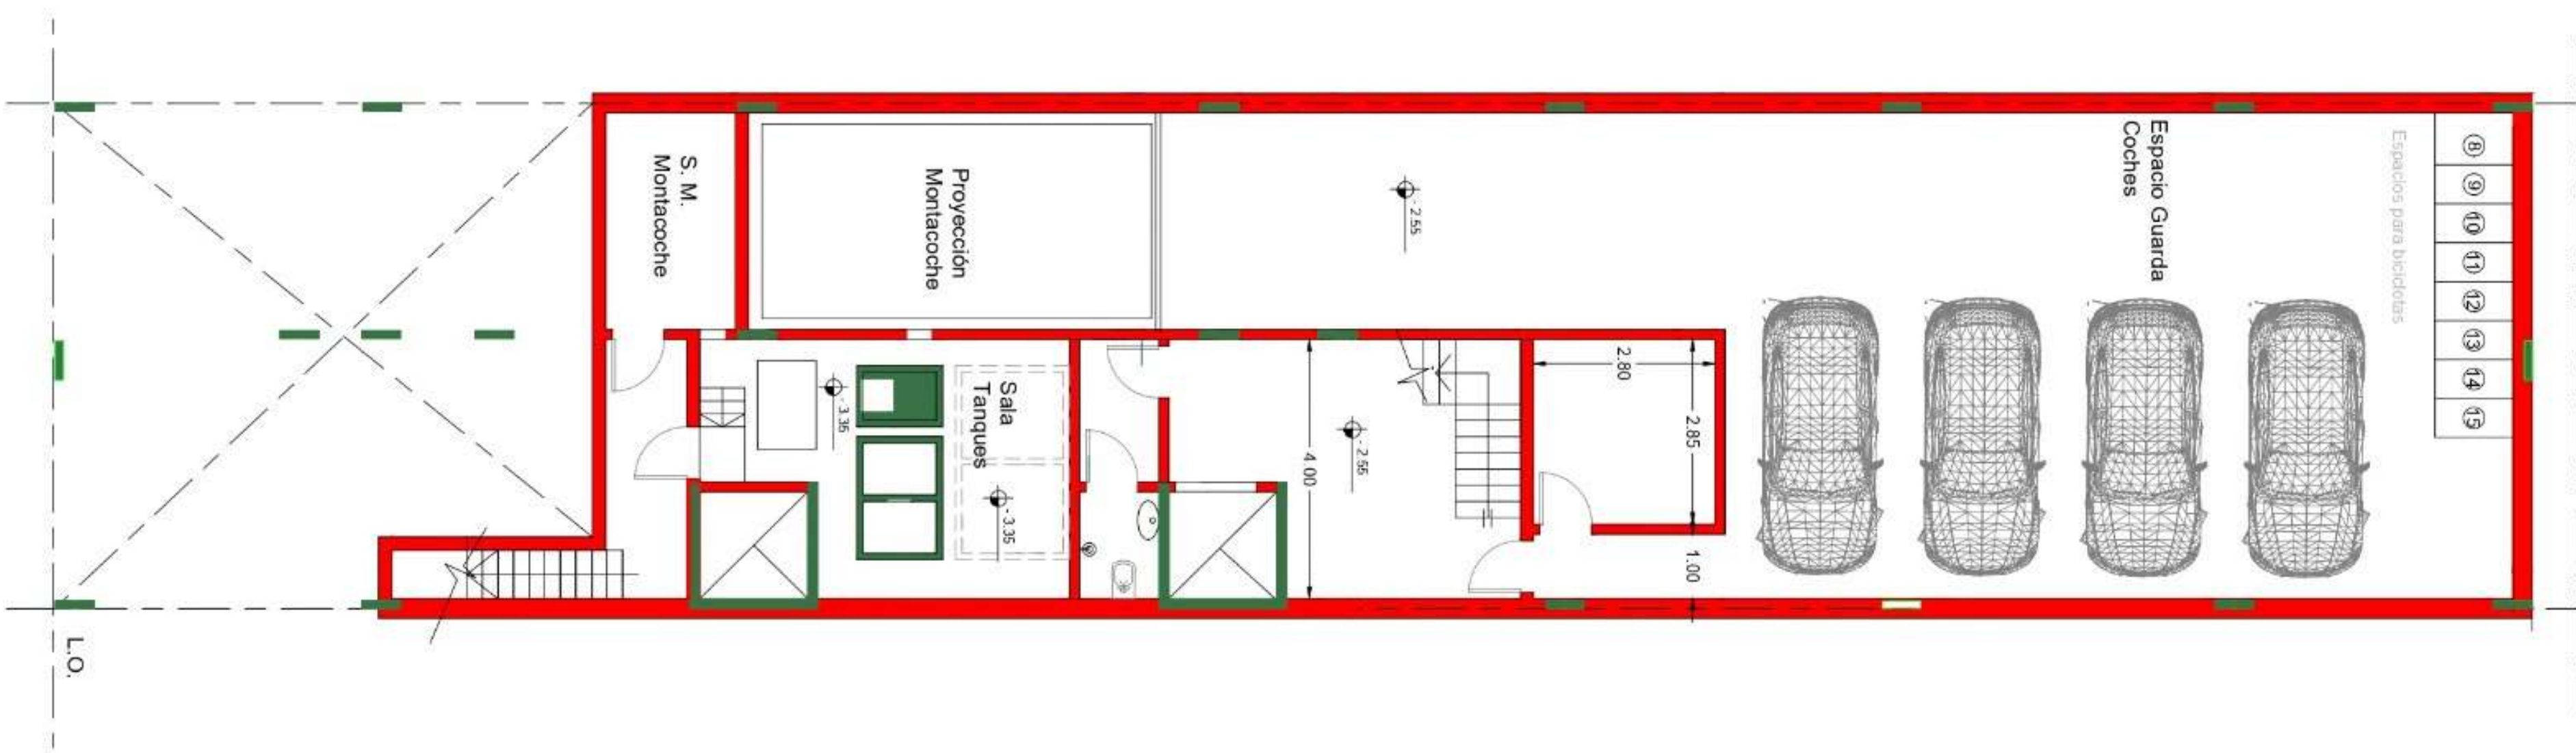 S. M.
Montacoche
Proyección
Montacoche
- 2.55
Espacio Guarda
Coches
Espacios para bicicletas
8
9
10
11
12
13
14
15
- 3.35
Sala
Tanques
- 3.35
4.00
- 2.55
2.80
2.85
1.00
L.O.